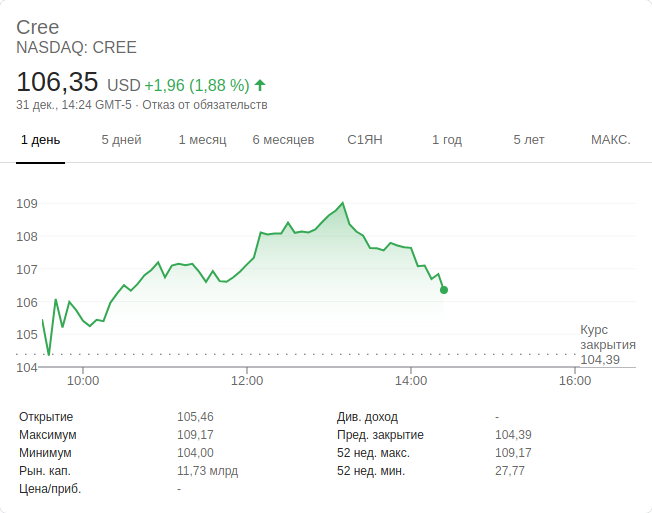 Cree
NASDAQ: CREE
106,35 USD +1,96 (1,88 %)
31 дек., 14:24 GMT-5 · Отказ от обязательств
1 день 5 дней 1 месяц 6 месяцев С1ЯН 1 год 5 лет МАКС.
109
108
107
106
105
104
Курс
закрытия
104,39
10:00 12:00 14:00 16:00
Открытие 105,46 Див. доход -
Максимум 109,17 Пред. закрытие 104,39
Минимум 104,00 52 нед. макс. 109,17
Рын. кап. 11,73 млрд 52 нед. мин. 27,77
Цена/приб. -